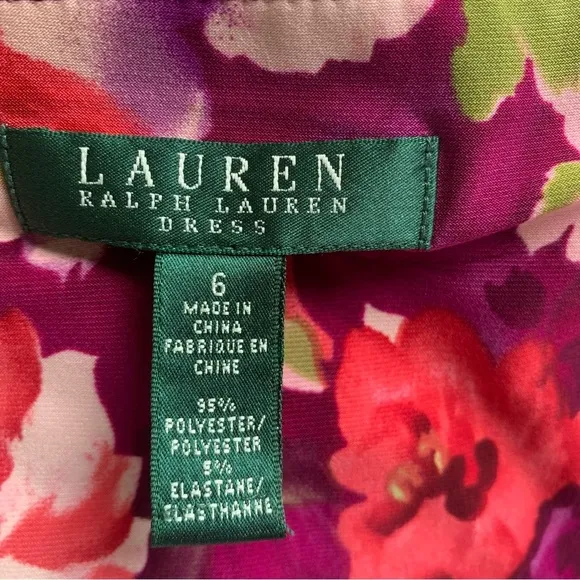 LAUREN
RALPH LAUREN
DRESS
6
MADE IN
CHINA
FABRIQUE EN
CHINE
95%
POLYESTER/
POLYESTER
5%
ELASTANE/
ELASTHANNE